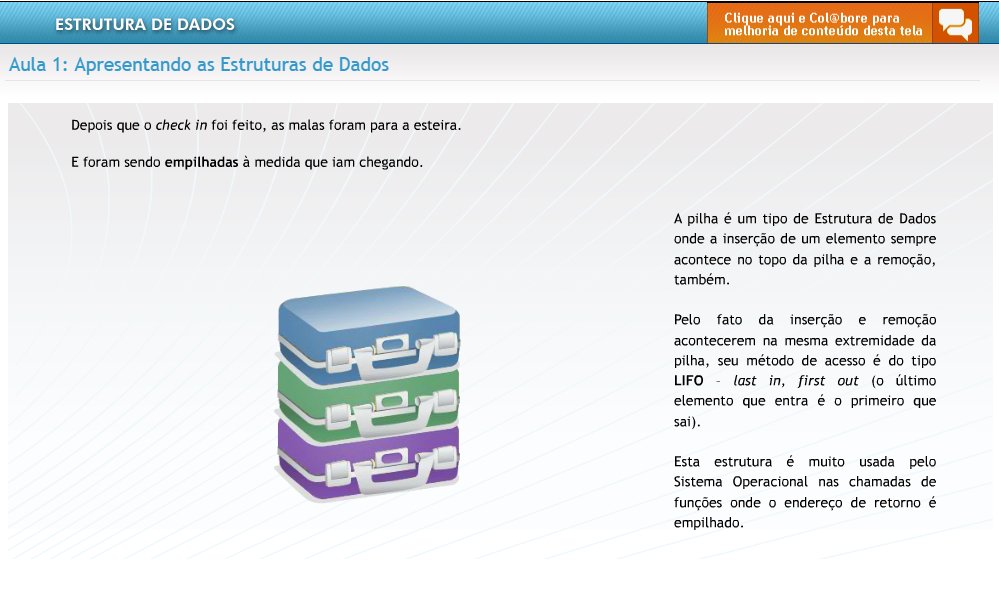 ESTRUTURA DE DADOS
Clique aqui e Col@bore para
melhoria de conteúdo desta tela
Aula 1: Apresentando as Estruturas de Dados
Depois que o check in foi feito, as malas foram para a esteira.
E foram sendo empilhadas à medida que iam chegando.
A pilha é um tipo de Estrutura de Dados
onde a inserção de um elemento sempre
acontece no topo da pilha e a remoção,
também.
Pelo fato da inserção e remoção
acontecerem na mesma extremidade da
pilha, seu método de acesso é do tipo
LIFO – last in, first out (o último
elemento que entra é o primeiro que
sai).
Esta estrutura é muito usada pelo
Sistema Operacional nas chamadas de
funções onde o endereço de retorno é
empilhado.